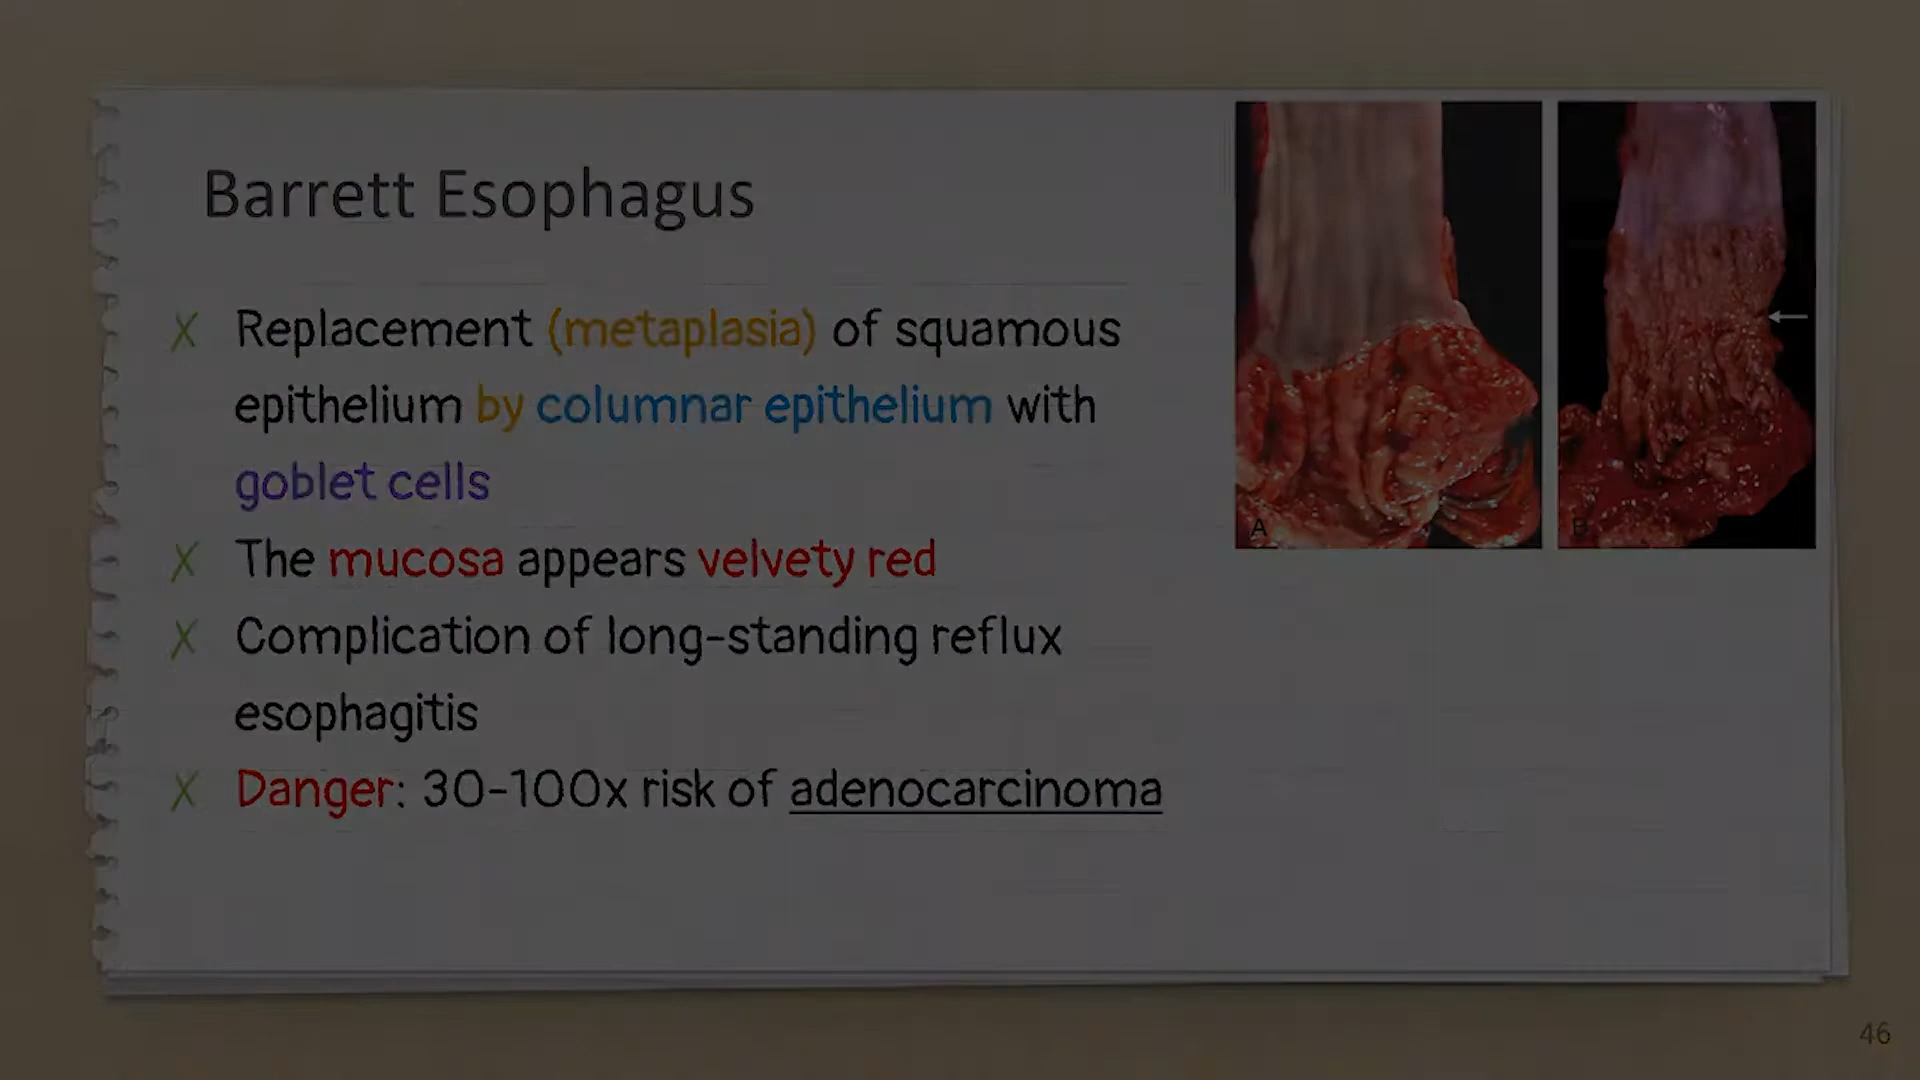 Barrett Esophagus
X Replacement (metaplasia) of squamous
epithelium by columnar epithelium with
goblet cells
X The mucosa appears velvety red
X Complication of long-standing reflux
esophagitis
X Danger: 30-100x risk of adenocarcinoma
A
B
46